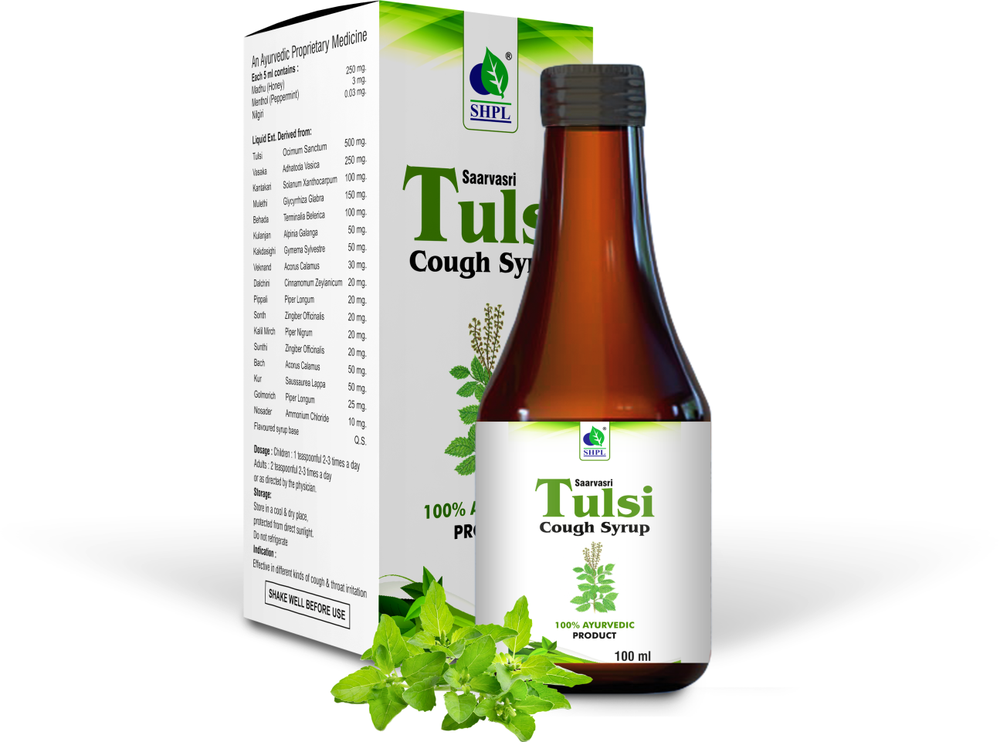 An Ayurvedic Proprietary Medicine
Each 5 ml contains :
Madhu (Honey) 250 mg.
Menthol (Peppermint) 3 mg.
Nilgiri 0.03 mg.
Liquid Ext. Derived from:
Tulsi Ocimum Sanctum 500 mg.
Vasaka Adhatoda Vasica 250 mg.
Kantakari Solanum Xanthocarpum 100 mg.
Mulethi Glycyrrhiza Glabra 150 mg.
Behada Terminalia Belerica 100 mg.
Kulanjan Alpinia Galanga 50 mg.
Kakdasighi Gymema Sylvestre 50 mg.
Veknand Acorus Calamus 30 mg.
Dalchini Cinnamomum Zeylanicum 20 mg.
Pippali Piper Longum 20 mg.
Sonth Zingiber Officinalis 20 mg.
Kalil Mirch Piper Nigrum 20 mg.
Sunthi Zingiber Officinalis 20 mg.
Bach Acorus Calamus 50 mg.
Kur Saussaurea Lappa 50 mg.
Golmorich Piper Longum 25 mg.
Nosader Ammonium Chloride 10 mg.
Flavoured syrup base Q.S.
Dosage : Children : 1 teaspoonful 2-3 times a day
Adults : 2 teaspoonful 2-3 times a day
or as directed by the physician.
Storage:
Store in a cool & dry place,
protected from direct sunlight.
Do not refrigerate
Indication :
Effective in different kinds of cough & throat irritation
SHAKE WELL BEFORE USE
®
SHPL
Saarvasri
Tuls
Cough Sy
100% A
PR
®
SHPL
Saarvasri
Tulsi
Cough Syrup
100% AYURVEDIC
PRODUCT
100 ml